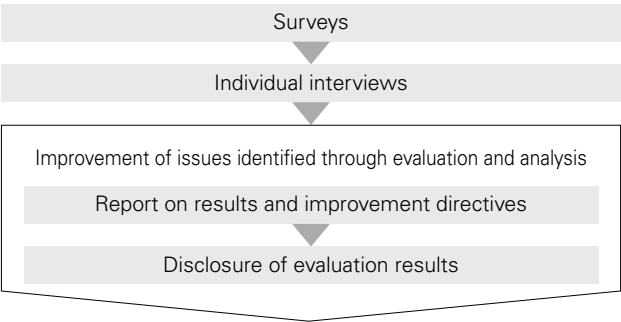 Surveys
Individual interviews
Improvement of issues identified through evaluation and analysis
Report on results and improvement directives
Disclosure of evaluation results